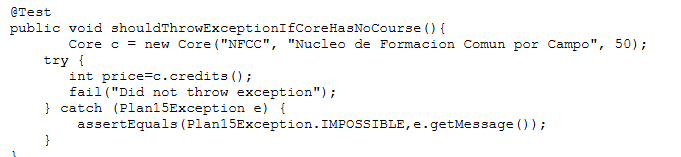 @Test
public void shouldThrowExceptionIfCoreHasNoCourse(){
Core c = new Core("NFCC", "Nucleo de Formacion Comun por Campo", 50);
try {
int price=c.credits();
fail("Did not throw exception");
} catch (Plan15Exception e) {
assertEquals(Plan15Exception.IMPOSSIBLE,e.getMessage());
}
}